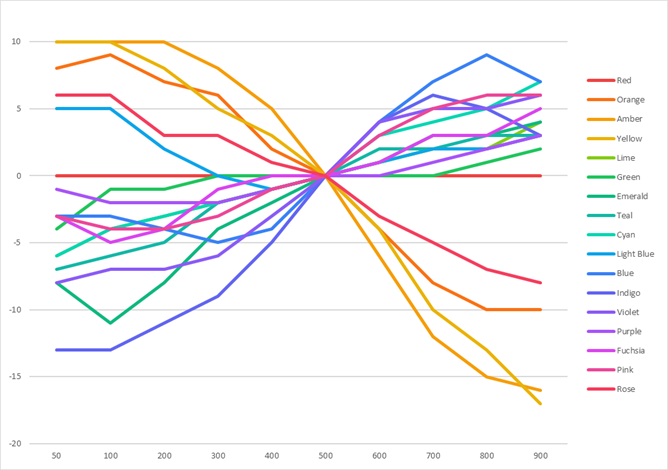 10
5
0
-5
-10
-15
-20
50 100 200 300 400 500 600 700 800 900
Red
Orange
Amber
Yellow
Lime
Green
Emerald
Teal
Cyan
Light Blue
Blue
Indigo
Violet
Purple
Fuchsia
Pink
Rose